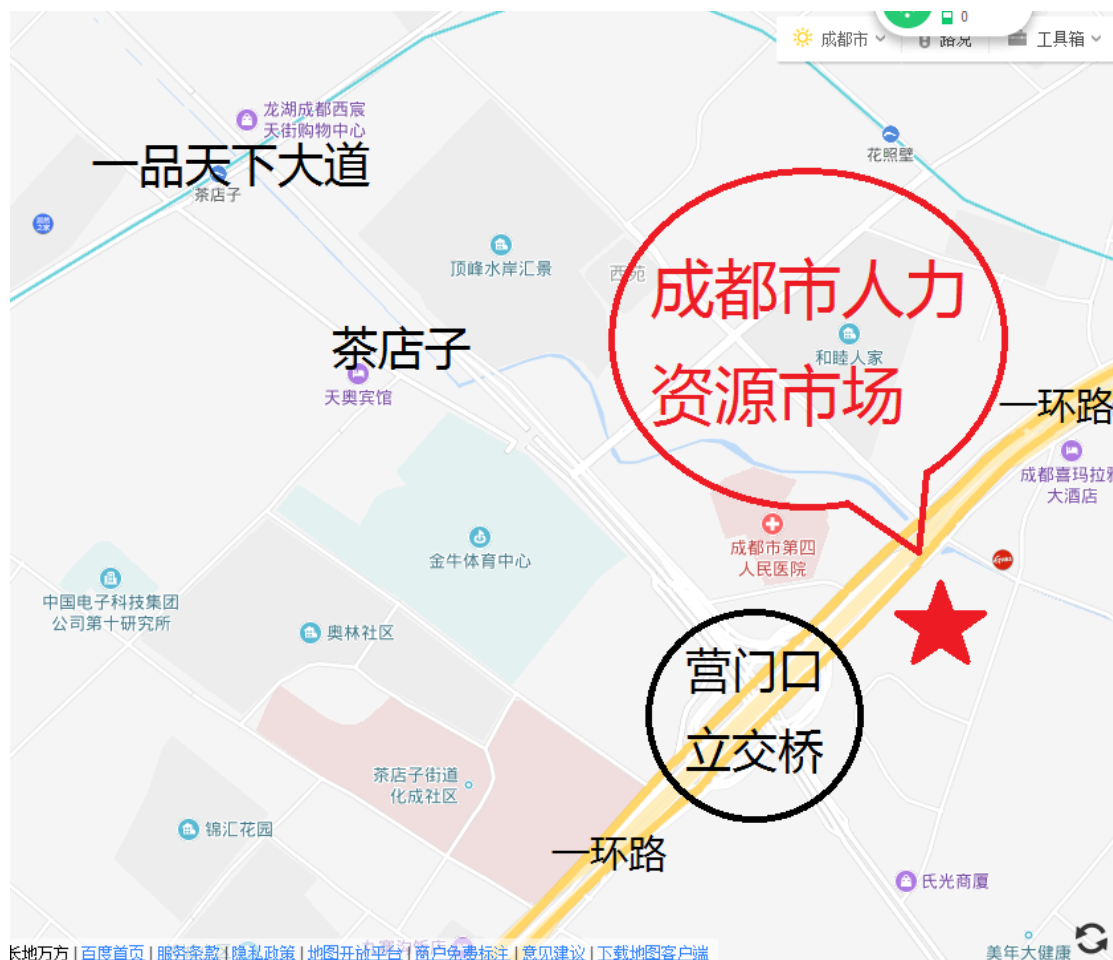 0
成都市
路况
工具箱
龙湖成都西宸
天街购物中心
一品天下大道
茶店子
花照壁
顶峰水岸汇景
西苑
成都市人力
资源市场
和睦人家
茶店子
天奥宾馆
一环路
成都喜玛拉雅
大酒店
成都市第四
人民医院
金牛体育中心
中国电子科技集团
公司第十研究所
奥林社区
营门口
立交桥
茶店子街道
化成社区
锦汇花园
一环路
氏光商厦
美年大健康
长地万方 | 百度首页 | 服务条款 | 隐私政策 | 地图开放平台 | 商户免费标注 | 意见建议 | 下载地图客户端